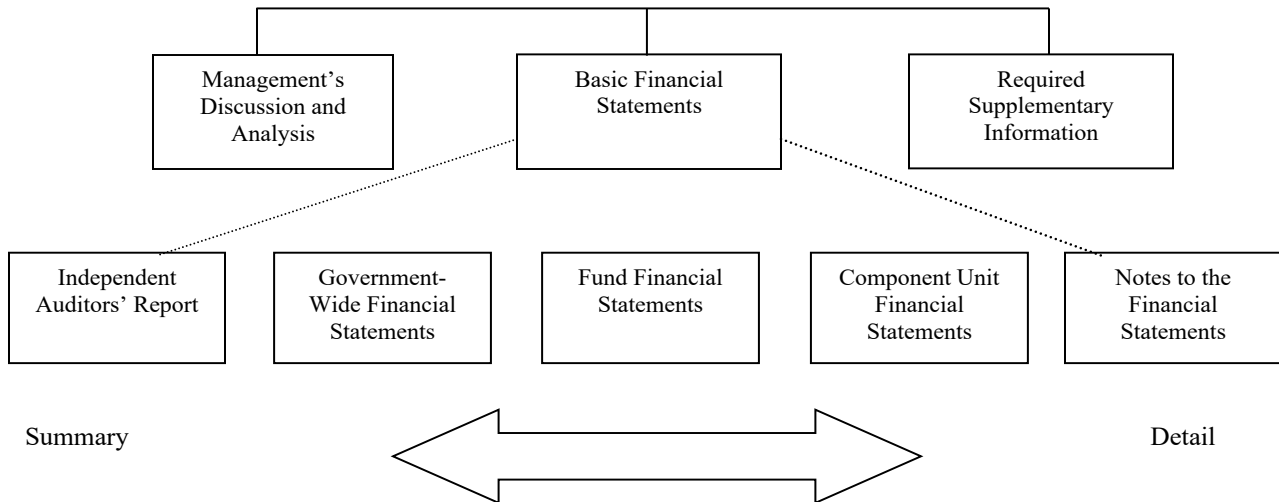 Management’s
Discussion and
Analysis
Basic Financial
Statements
Required
Supplementary
Information
Independent
Auditors’ Report
Government-
Wide Financial
Statements
Fund Financial
Statements
Component Unit
Financial
Statements
Notes to the
Financial
Statements
Summary
Detail